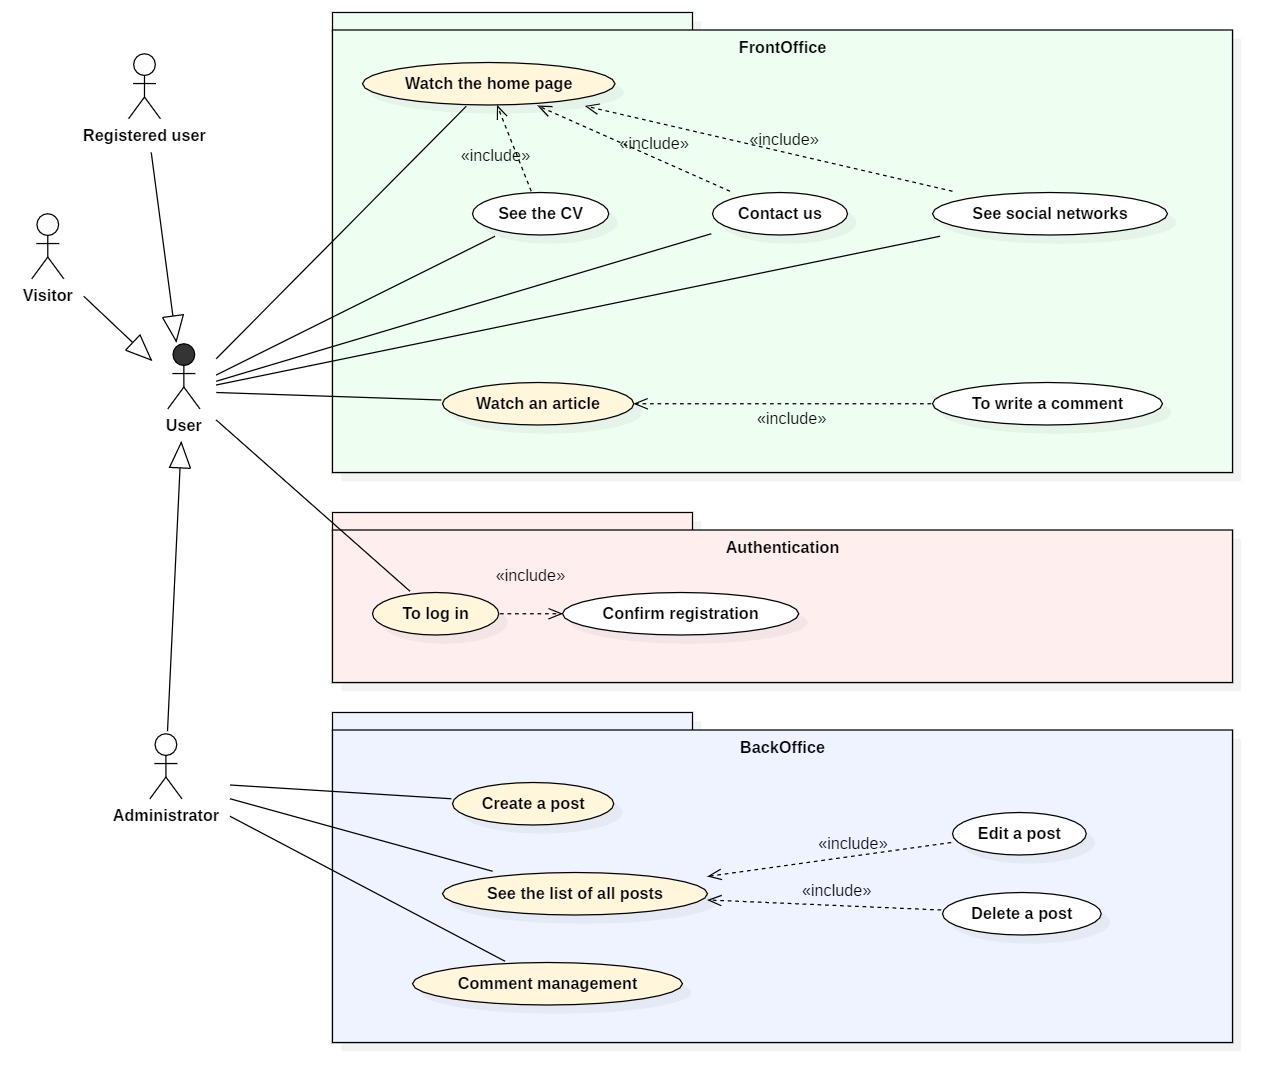 FrontOffice
Watch the home page
Registered user
«include»
«include»
«include»
See the CV
Contact us
See social networks
Visitor
Watch an article
To write a comment
«include»
User
Authentication
«include»
To log in
Confirm registration
BackOffice
Create a post
Administrator
Edit a post
«include»
See the list of all posts
«include»
Delete a post
Comment management